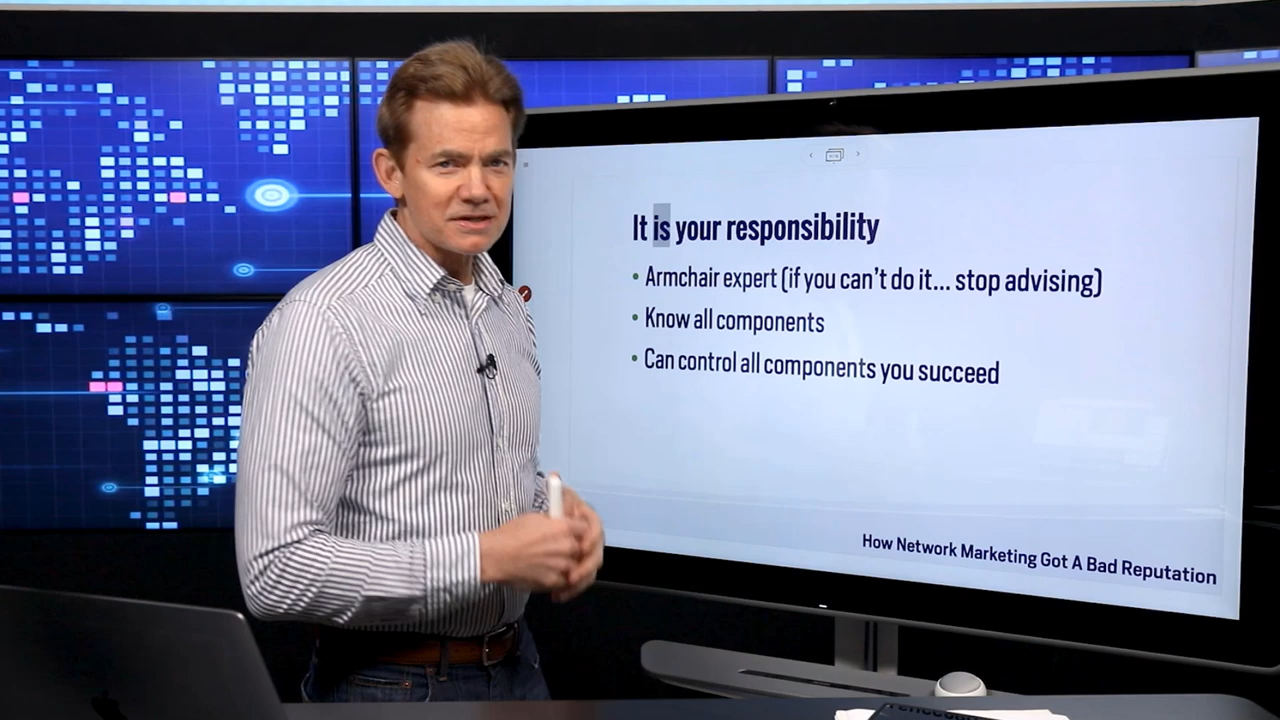 It is your responsibility
• Armchair expert (if you can't do it... stop advising)
• Know all components
• Can control all components you succeed
How Network Marketing Got A Bad Reputation